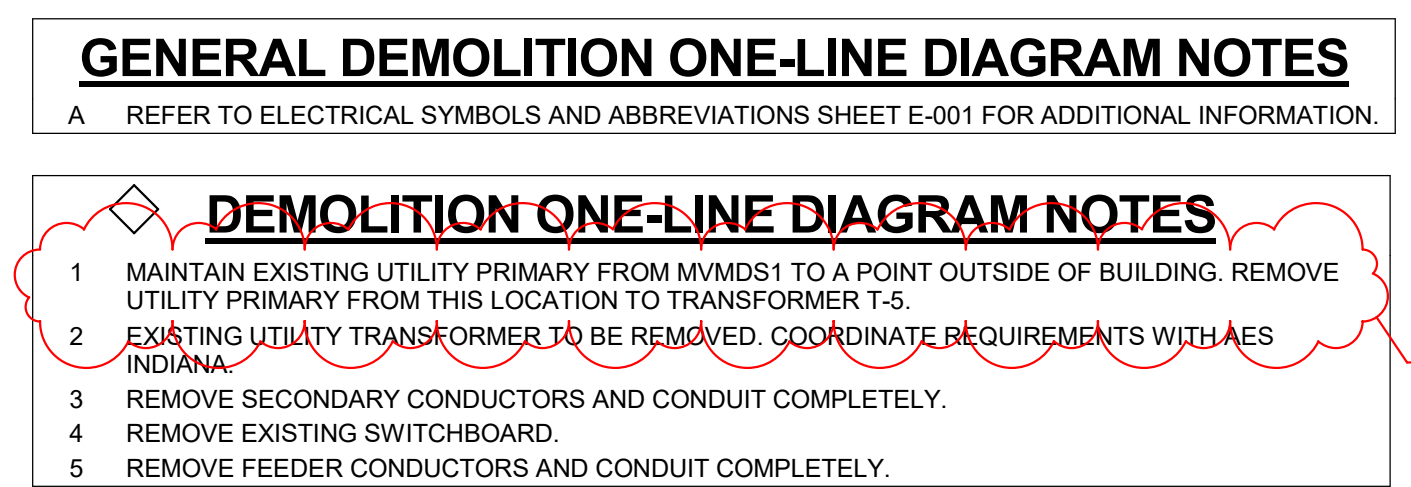 GENERAL DEMOLITION ONE-LINE DIAGRAM NOTES
A REFER TO ELECTRICAL SYMBOLS AND ABBREVIATIONS SHEET E-001 FOR ADDITIONAL INFORMATION.
DEMOLITION ONE-LINE DIAGRAM NOTES
1 MAINTAIN EXISTING UTILITY PRIMARY FROM MVMDS1 TO A POINT OUTSIDE OF BUILDING. REMOVE
UTILITY PRIMARY FROM THIS LOCATION TO TRANSFORMER T-5.
2 EXISTING UTILITY TRANSFORMER TO BE REMOVED. COORDINATE REQUIREMENTS WITH AES
INDIANA.
3 REMOVE SECONDARY CONDUCTORS AND CONDUIT COMPLETELY.
4 REMOVE EXISTING SWITCHBOARD.
5 REMOVE FEEDER CONDUCTORS AND CONDUIT COMPLETELY.